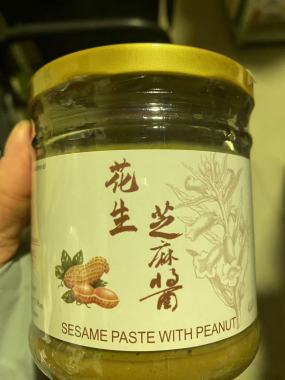 花生
芝麻醬
SESAME PASTE WITH PEANUT